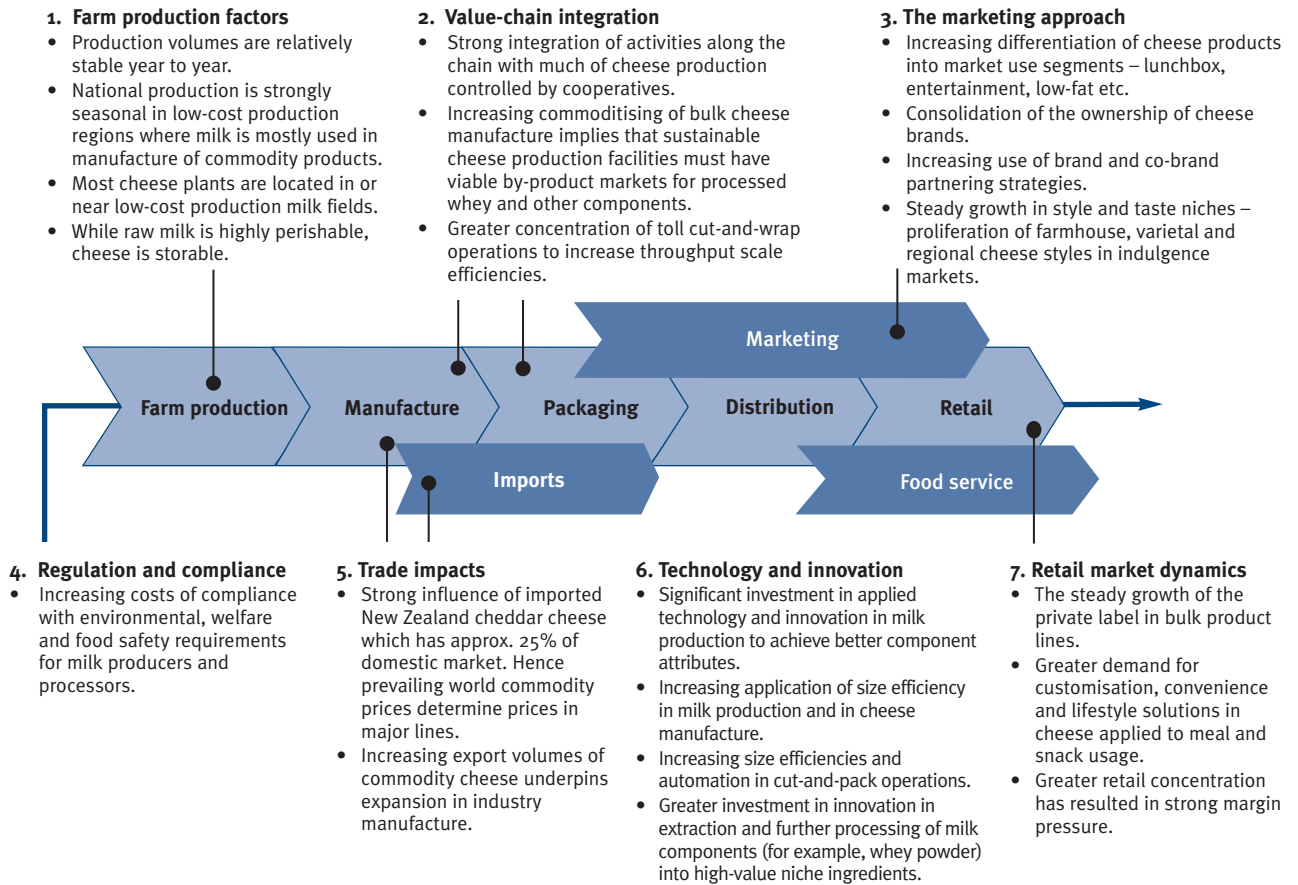 1. Farm production factors
• Production volumes are relatively
stable year to year.
• National production is strongly
seasonal in low-cost production
regions where milk is mostly used in
manufacture of commodity products.
• Most cheese plants are located in or
near low-cost production milk fields.
• While raw milk is highly perishable,
cheese is storable.
2. Value-chain integration
• Strong integration of activities along the
chain with much of cheese production
controlled by cooperatives.
• Increasing commoditising of bulk cheese
manufacture implies that sustainable
cheese production facilities must have
viable by-product markets for processed
whey and other components.
• Greater concentration of toll cut-and-wrap
operations to increase throughput scale
efficiencies.
3. The marketing approach
• Increasing differentiation of cheese products
into market use segments – lunchbox,
entertainment, low-fat etc.
• Consolidation of the ownership of cheese
brands.
• Increasing use of brand and co-brand
partnering strategies.
• Steady growth in style and taste niches –
proliferation of farmhouse, varietal and
regional cheese styles in indulgence
markets.
Marketing
Farm production
Manufacture
Packaging
Distribution
Retail
Imports
Food service
4. Regulation and compliance
• Increasing costs of compliance
with environmental, welfare
and food safety requirements
for milk producers and
processors.
5. Trade impacts
• Strong influence of imported
New Zealand cheddar cheese
which has approx. 25% of
domestic market. Hence
prevailing world commodity
prices determine prices in
major lines.
• Increasing export volumes of
commodity cheese underpins
expansion in industry
manufacture.
6. Technology and innovation
• Significant investment in applied
technology and innovation in milk
production to achieve better component
attributes.
• Increasing application of size efficiency
in milk production and in cheese
manufacture.
• Increasing size efficiencies and
automation in cut-and-pack operations.
• Greater investment in innovation in
extraction and further processing of milk
components (for example, whey powder)
into high-value niche ingredients.
7. Retail market dynamics
• The steady growth of the
private label in bulk product
lines.
• Greater demand for
customisation, convenience
and lifestyle solutions in
cheese applied to meal and
snack usage.
• Greater retail concentration
has resulted in strong margin
pressure.